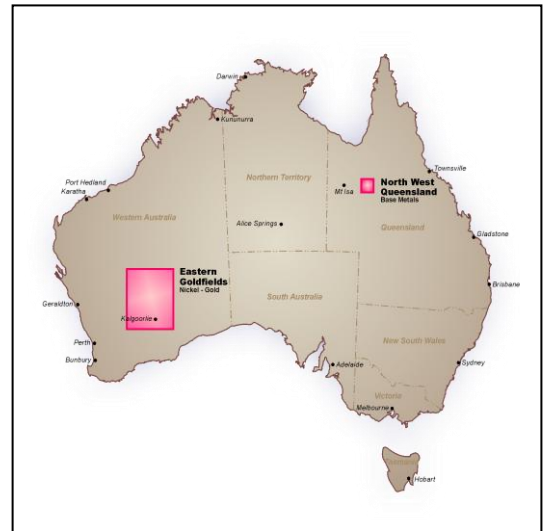 Darwin
Kununurra
Northern Territory
Townsville
Port Hedland
Karatha
Mt Isa
North West
Queensland
Base Metals
Western Australia
Alice Springs
Queensland
Gladstone
Eastern
Goldfields
Nickel - Gold
Brisbane
South Australia
Geraldton
Kalgoorlie
New South Wales
Perth
Bunbury
Adelaide
Sydney
Victoria
Melbourne
Tasmania
Hobart